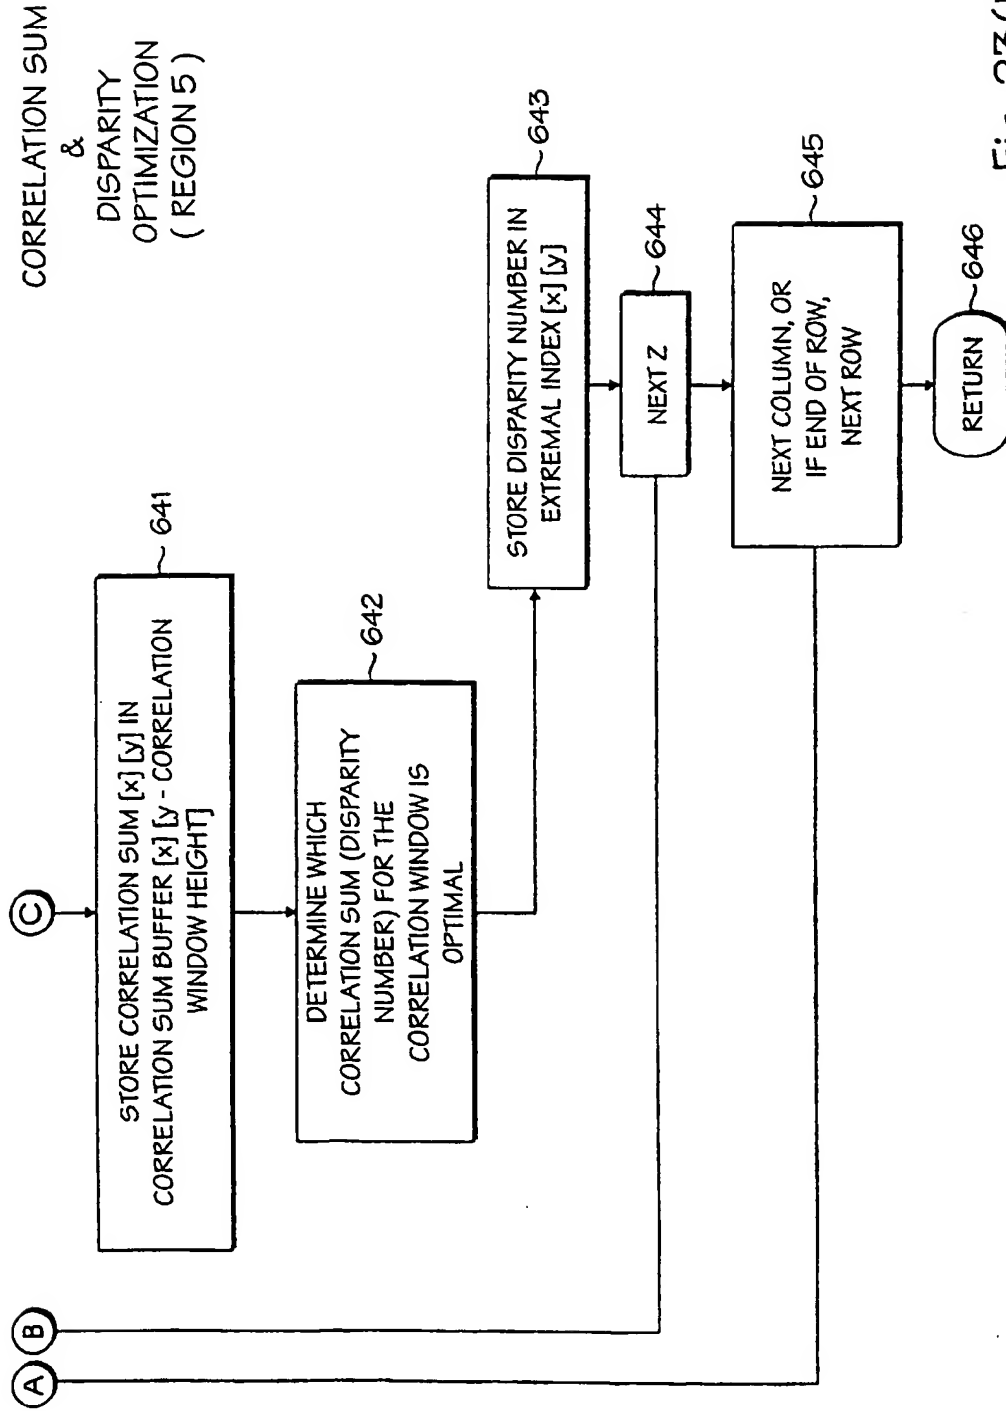 CORRELATION SUM
&
DISPARITY
OPTIMIZATION
( REGION 5 )
A
B
C
STORE CORRELATION SUM [x] [y] IN
CORRELATION SUM BUFFER [x] [y - CORRELATION
WINDOW HEIGHT]
641
DETERMINE WHICH
CORRELATION SUM (DISPARITY
NUMBER) FOR THE
CORRELATION WINDOW IS
OPTIMAL
642
STORE DISPARITY NUMBER IN
EXTREMAL INDEX [x] [y]
643
NEXT Z
644
NEXT COLUMN, OR
IF END OF ROW,
NEXT ROW
645
RETURN
646